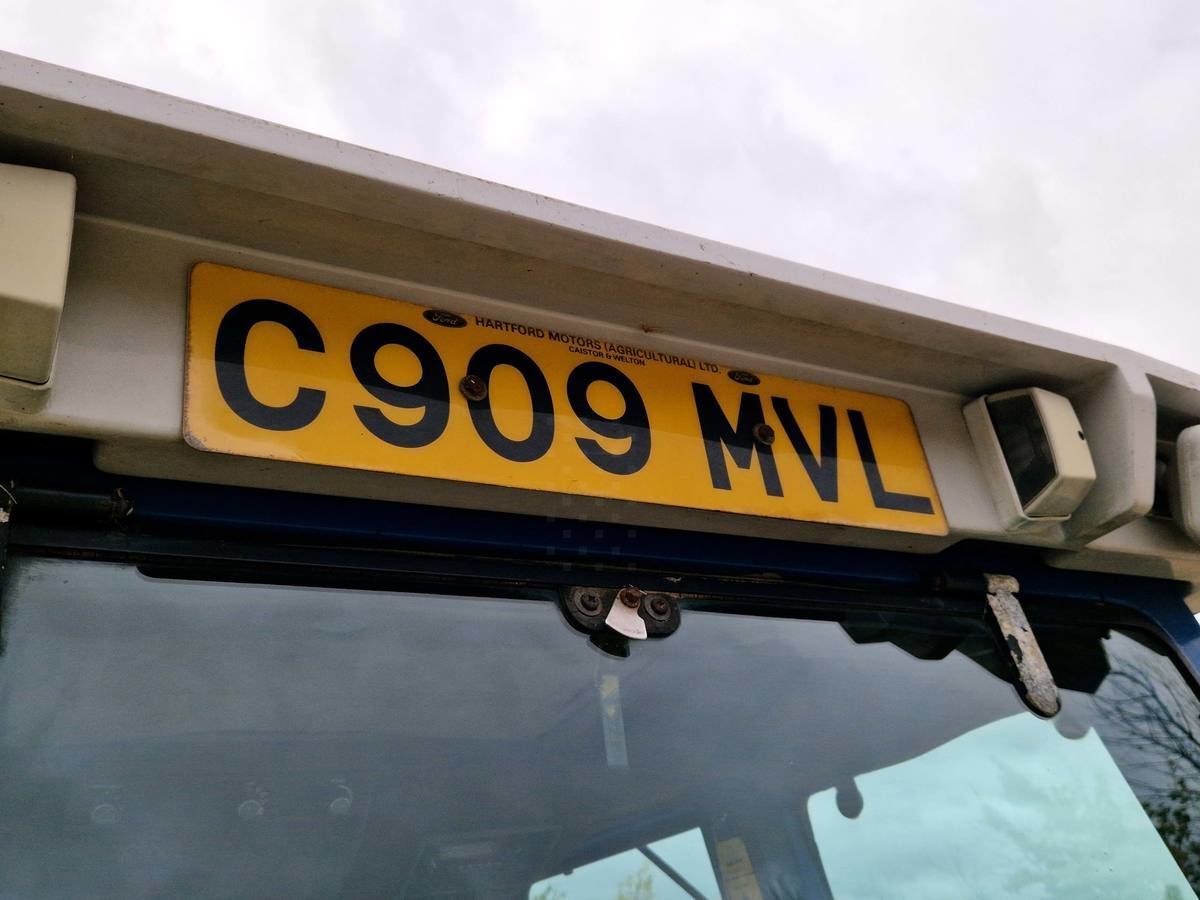 Ford HARTFORD MOTORS (AGRICULTURAL) LTD. Ford
CAISTOR & WELTON
C909 MVL